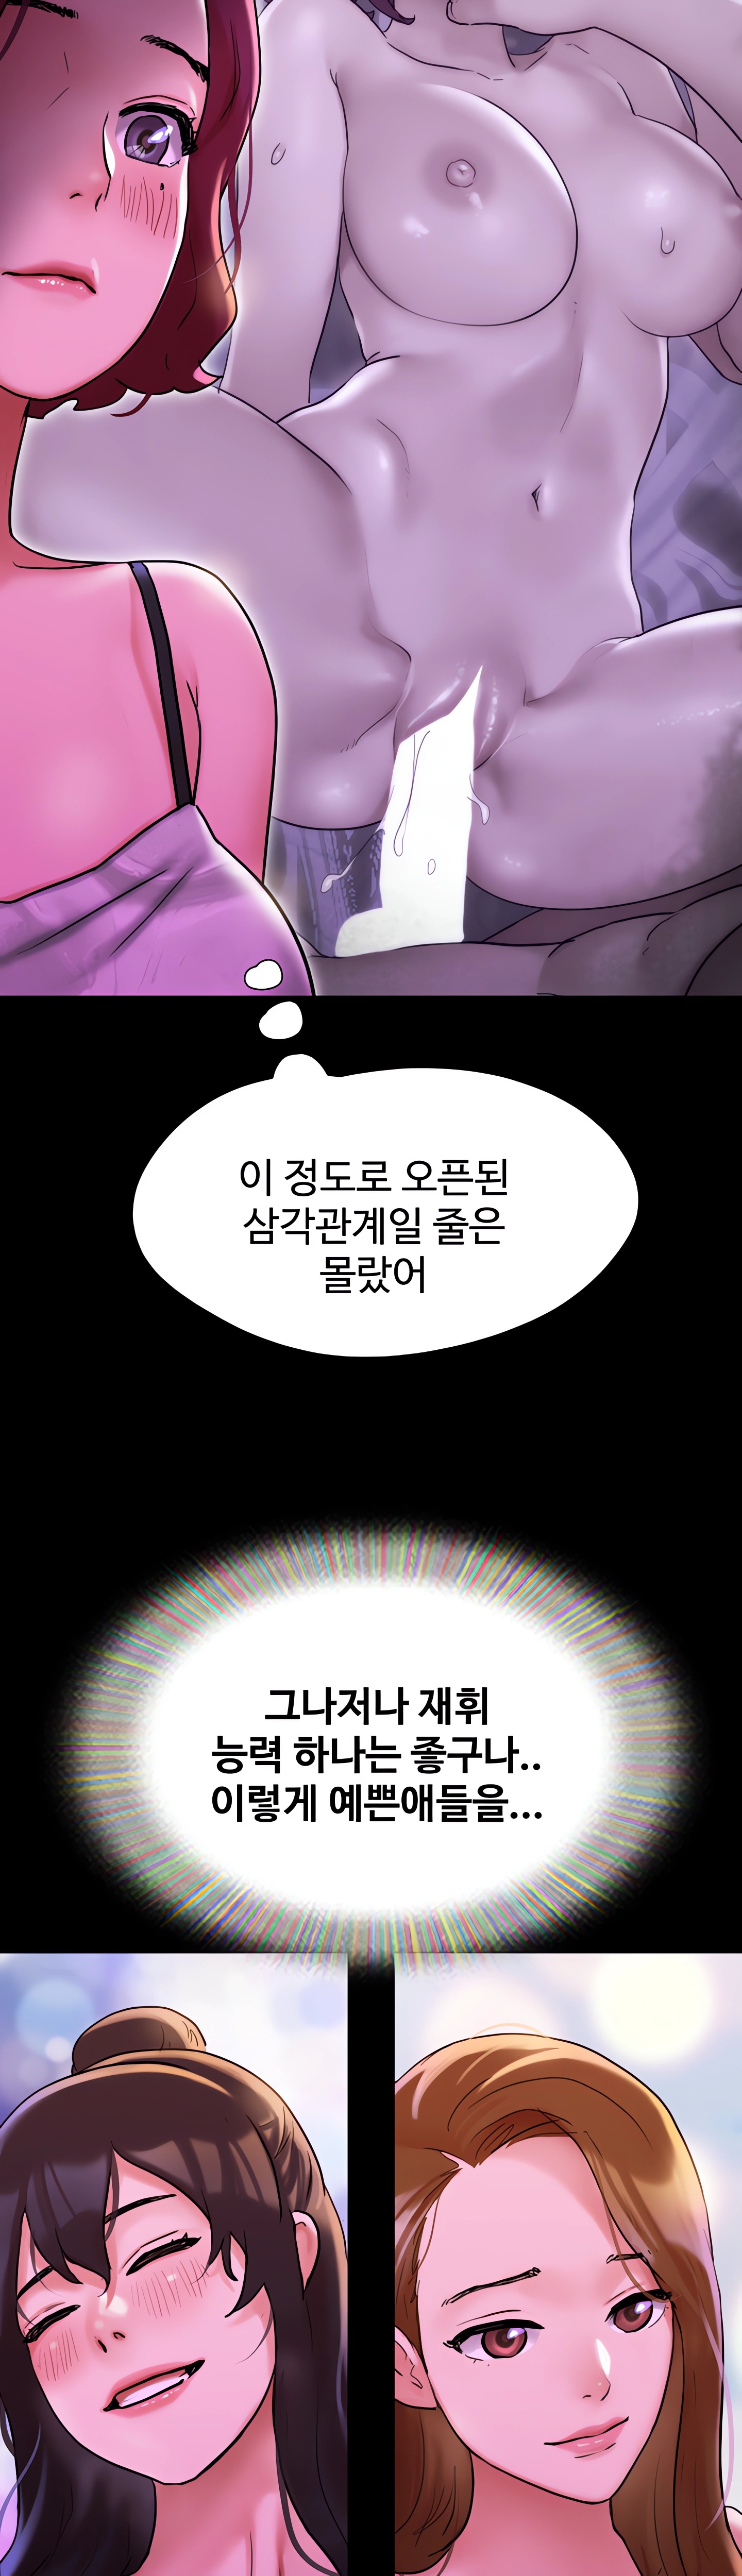 이 정도로 오픈된
삼각관계일 줄은
몰랐어
그나저나 재휘
능력 하나는 좋구나..
이렇게 예쁜애들을...